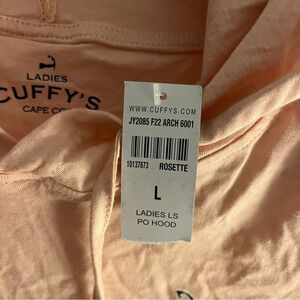 LADIES
CUFFY'S
CAPE CO
WWW.CUFFYS.COM
JY2085 F22 ARCH 6001
10137673 ROSETTE
L
LADIES LS
PO HOOD